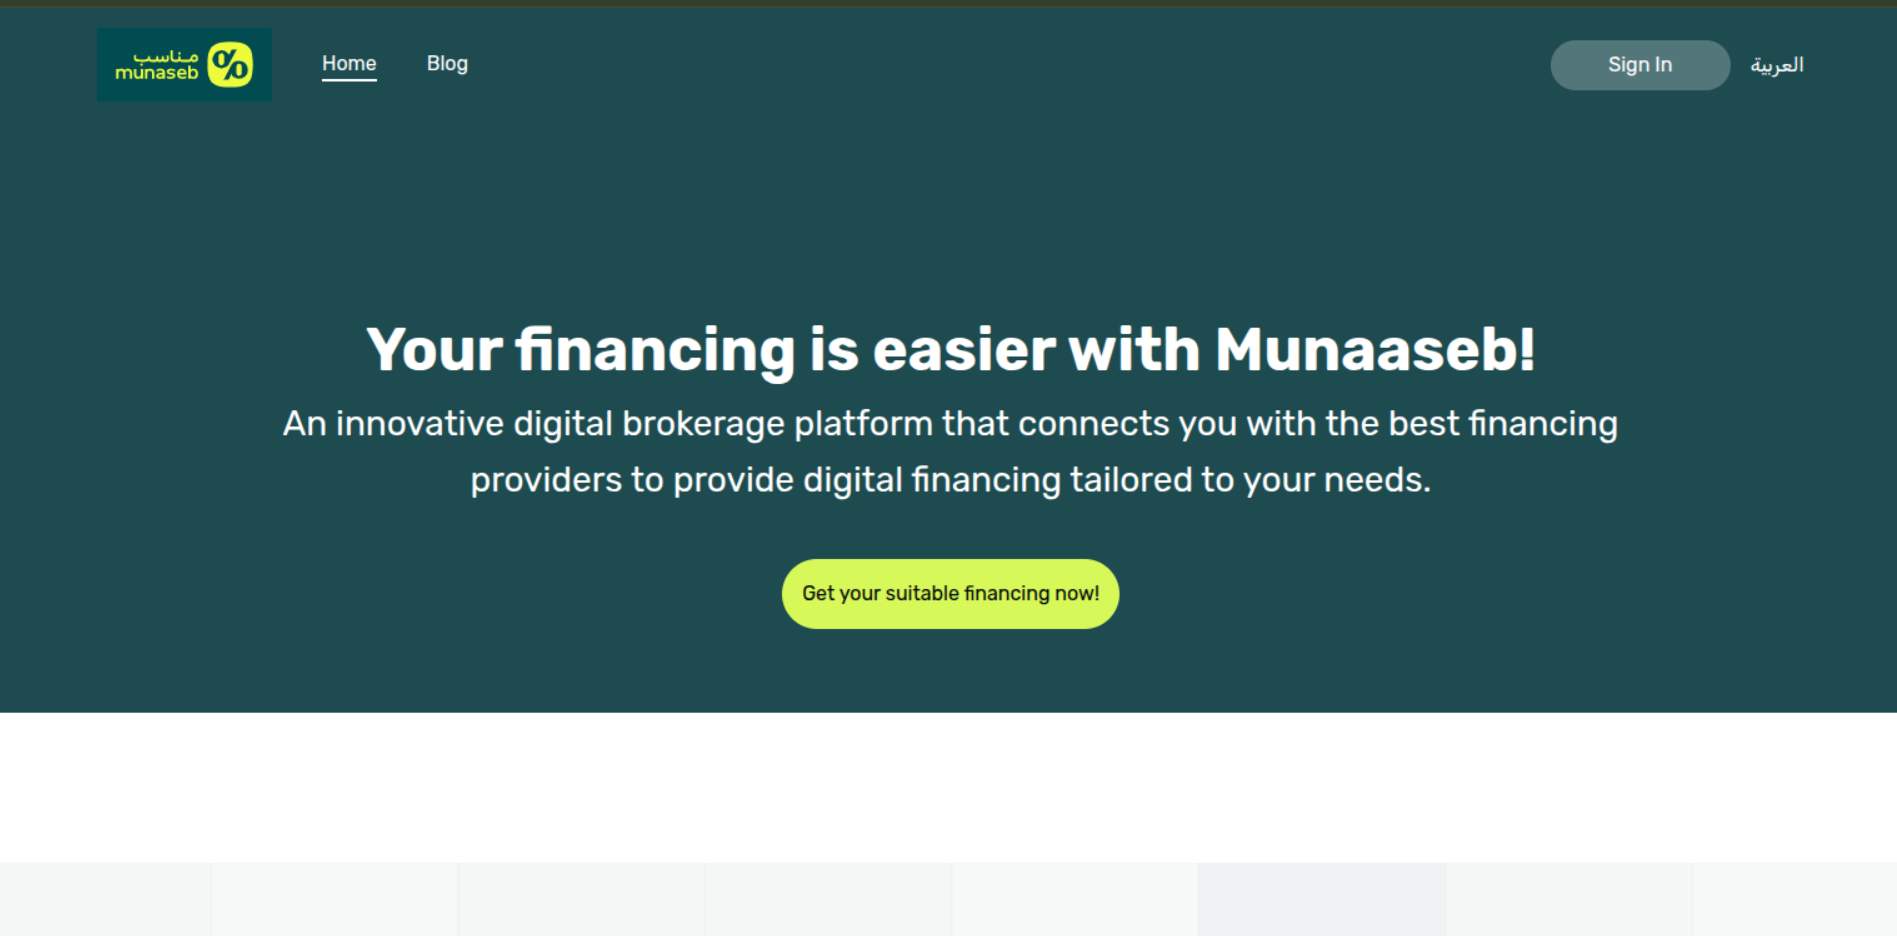 مناسب
munaseb
%
Home
Blog
Sign In
العربية
Your financing is easier with Munaaseb!
An innovative digital brokerage platform that connects you with the best financing
providers to provide digital financing tailored to your needs.
Get your suitable financing now!